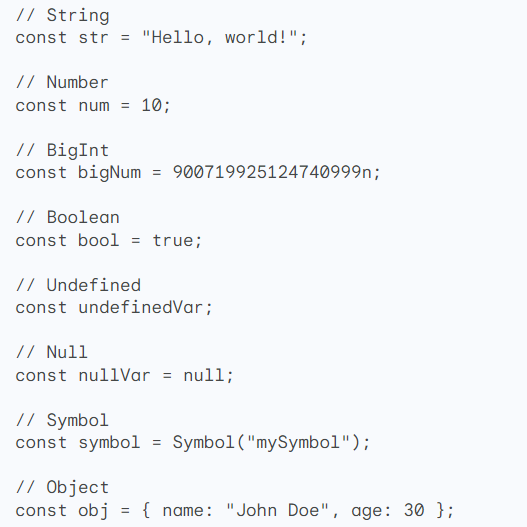 // String
const str = "Hello, world!";
// Number
const num = 10;
// BigInt
const bigNum = 900719925124740999n;
// Boolean
const bool = true;
// Undefined
const undefinedVar;
// Null
const nullVar = null;
// Symbol
const symbol = Symbol("mySymbol");
// Object
const obj = { name: "John Doe", age: 30 };